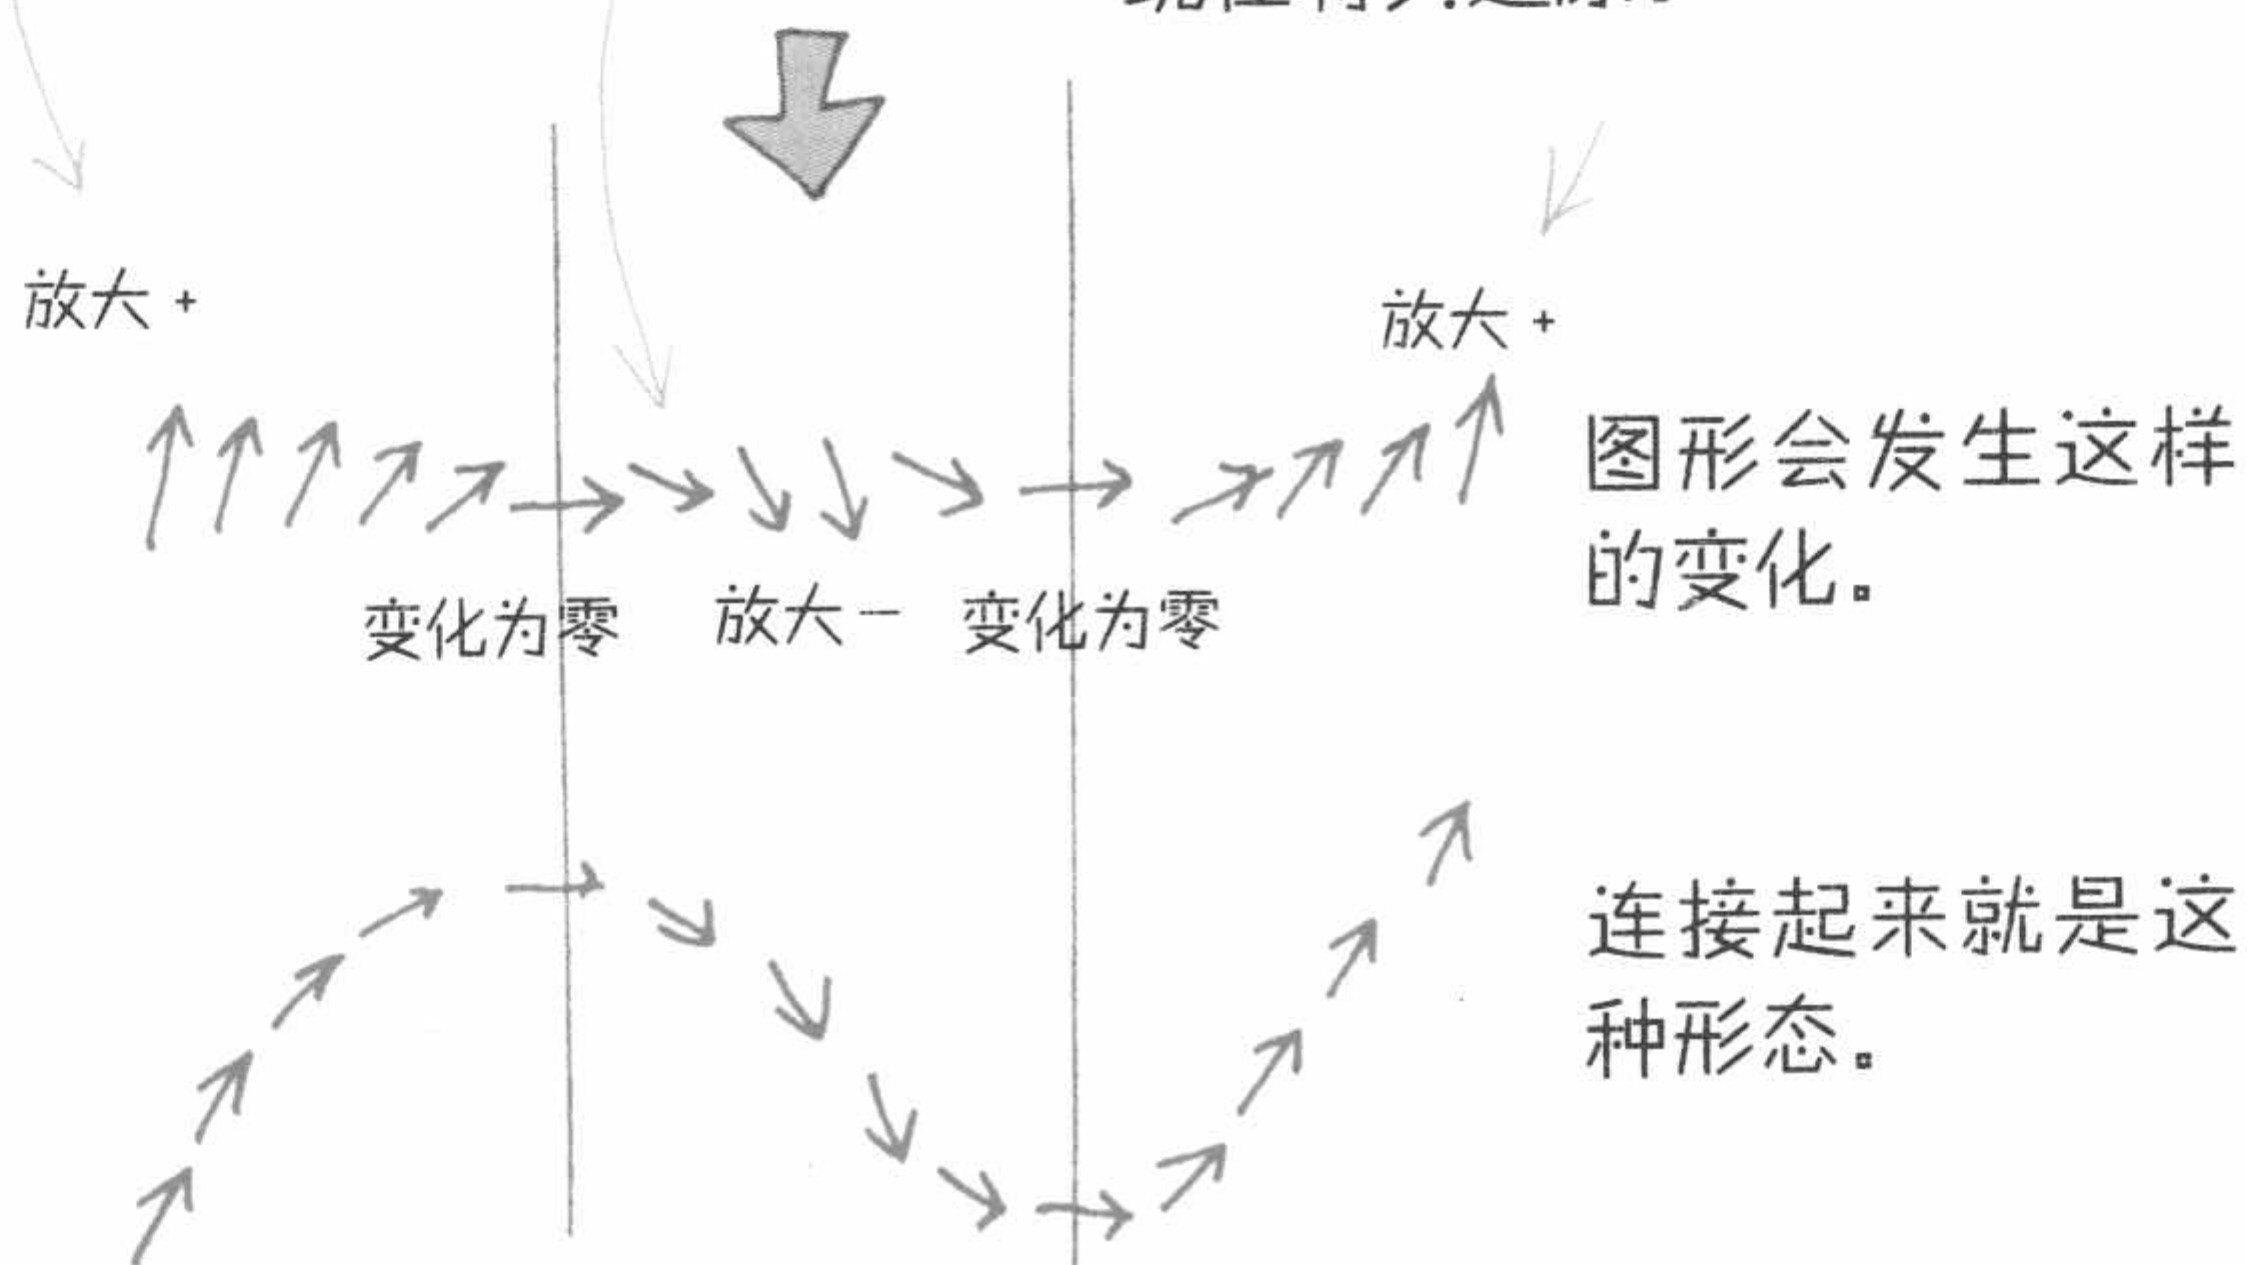 放大 +
放大 +
图形会发生这样
的变化。
变化为零
放大 −
变化为零
连接起来就是这
种形态。